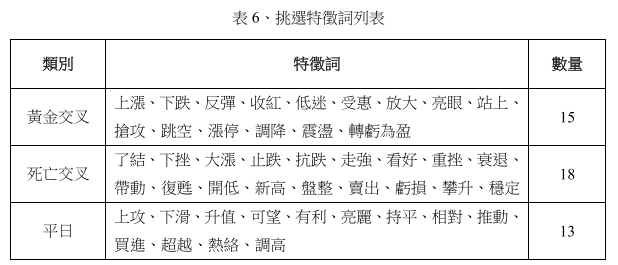 表 6、挑選特徵詞列表
類別 特徵詞 數量
上漲、下跌、反彈、收紅、低迷、受惠、放大、亮眼、站上、
黃金交叉 15
搶攻、跳空、漲停、調降、震盪、轉虧為盈
了結、下挫、大漲、止跌、抗跌、走強、看好、重挫、衰退、
死亡交叉 18
帶動、復甦、開低、新高、盤整、賣出、虧損、攀升、穩定
上攻、下滑、升值、可望、有利、亮麗、持平、相對、推動、
平日 13
買進、超越、熱絡、調高